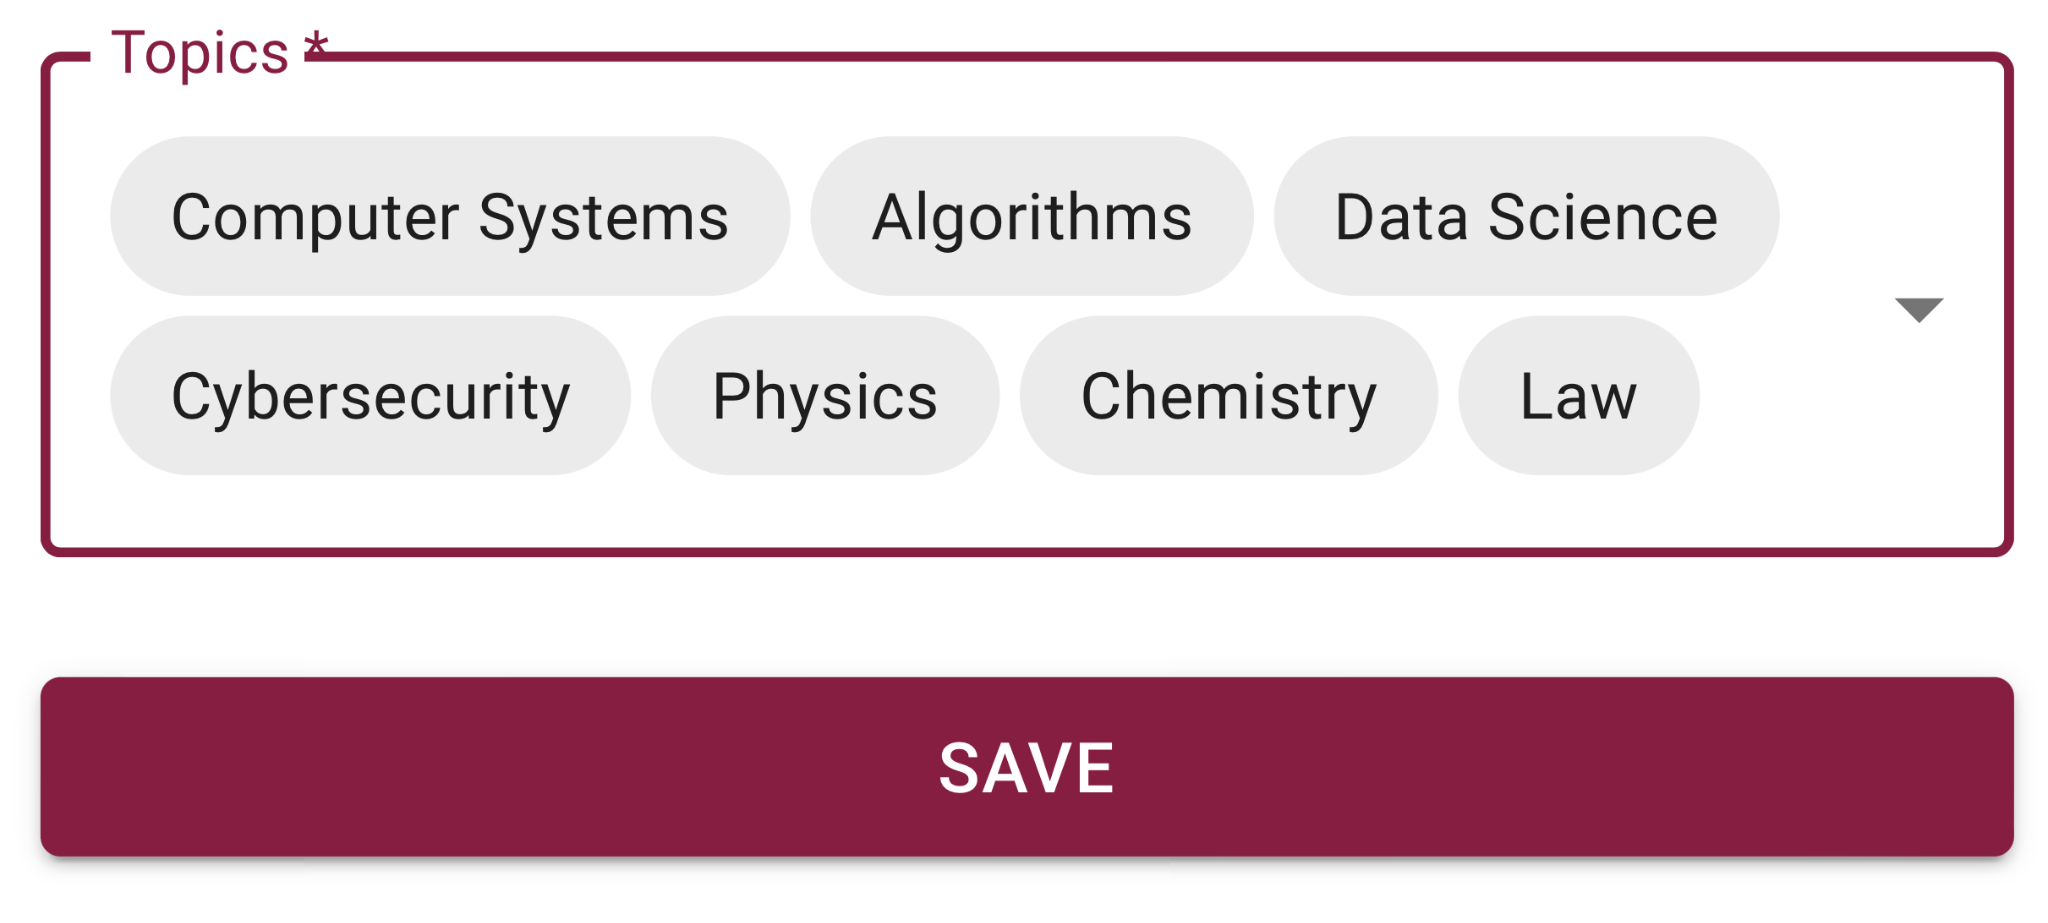 Topics *
Computer Systems Algorithms Data Science
Cybersecurity Physics Chemistry Law
SAVE